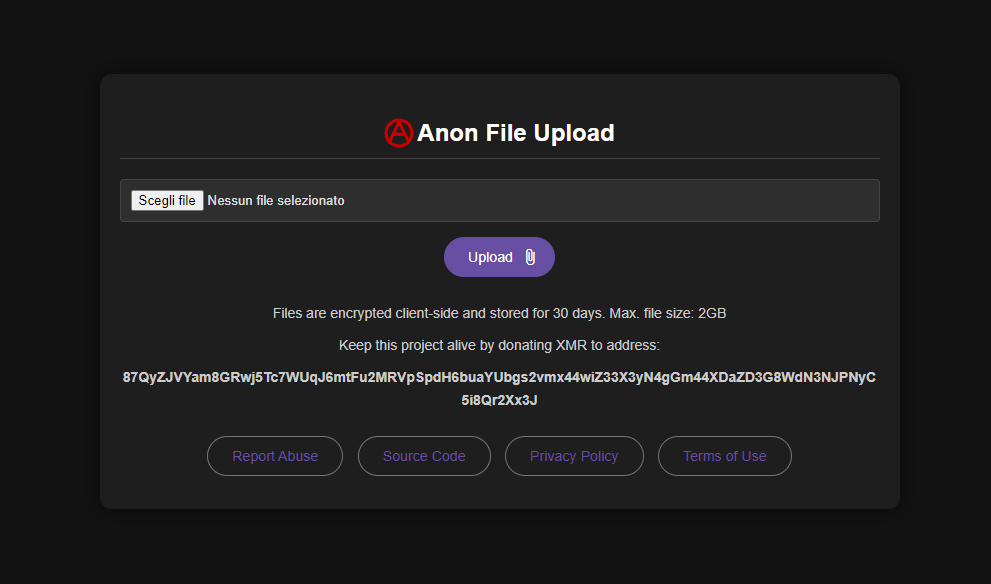 Anon File Upload
Scegli file Nessun file selezionato
Upload
Files are encrypted client-side and stored for 30 days. Max. file size: 2GB
Keep this project alive by donating XMR to address:
87QyZJVYam8GRwj5Tc7WUqJ6mtFu2MRVpSpdH6buaYUbgs2vmx44wiZ33X3yN4gGm44XDaZD3G8WdN3NJPNyC
5i8Qr2Xx3J
Report Abuse
Source Code
Privacy Policy
Terms of Use